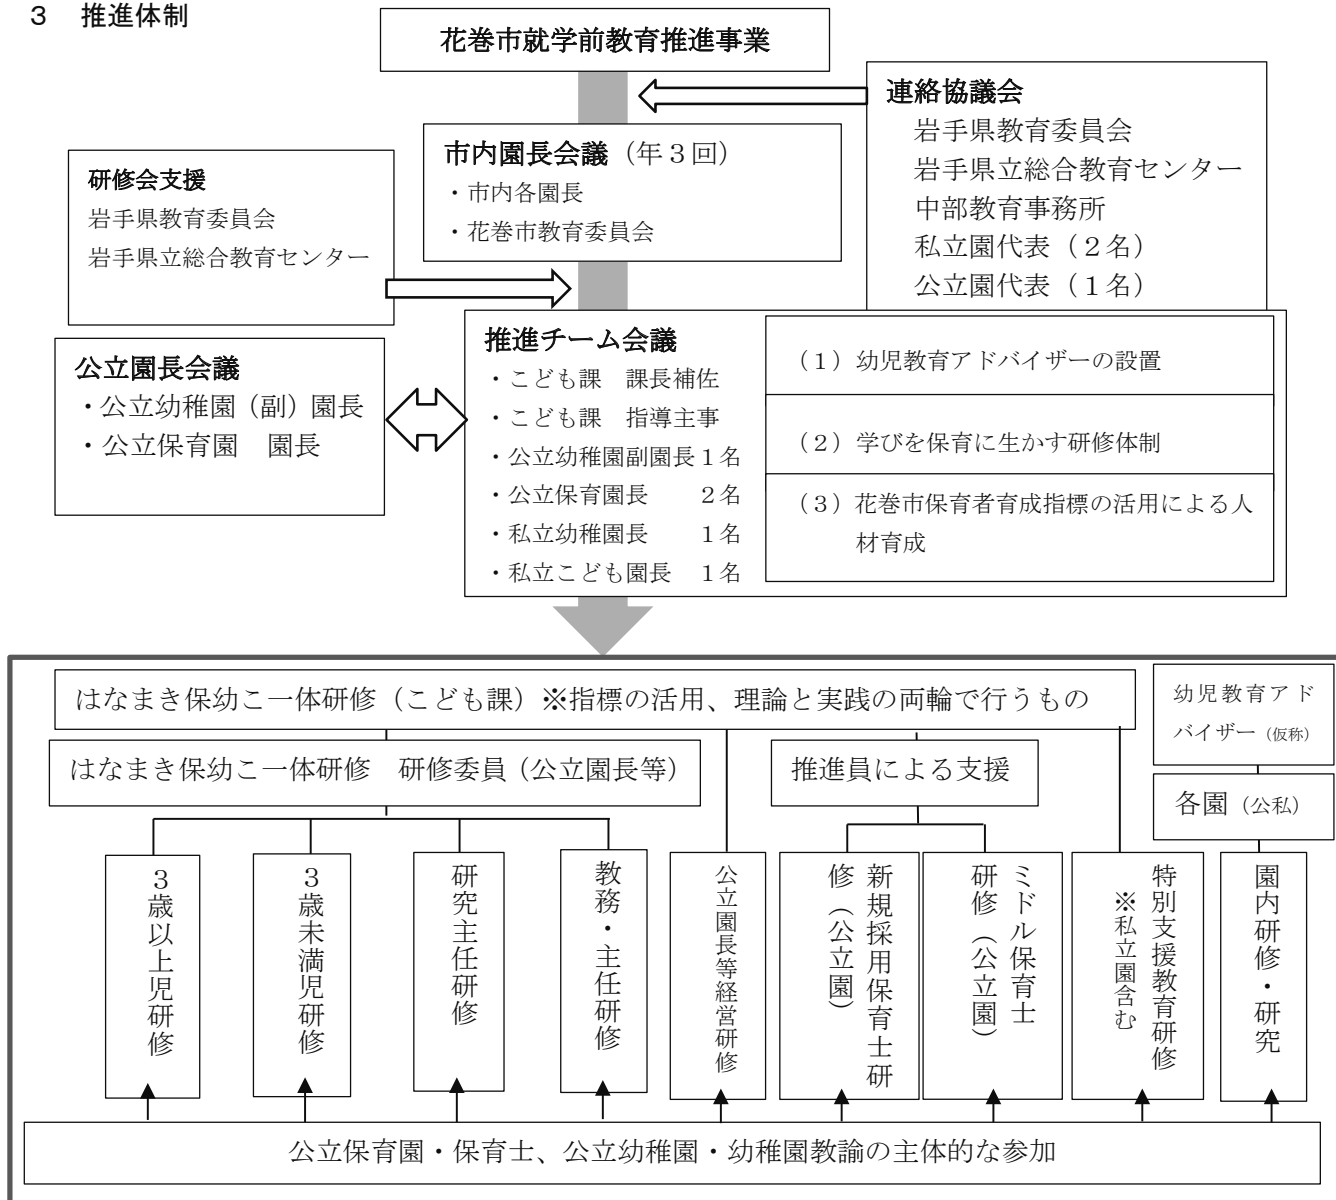 ３　推進体制
花巻市就学前教育推進事業
連絡協議会
岩手県教育委員会
岩手県立総合教育センター
中部教育事務所
私立園代表（２名）
公立園代表（１名）
市内園長会議（年３回）
・市内各園長
・花巻市教育委員会
研修会支援
岩手県教育委員会
岩手県立総合教育センター
公立園長会議
・公立幼稚園（副）園長
・公立保育園　園長
推進チーム会議
・こども課　課長補佐
・こども課　指導主事
・公立幼稚園副園長１名
・公立保育園長　　２名
・私立幼稚園長　　１名
・私立こども園長　１名
（１）幼児教育アドバイザーの設置
（２）学びを保育に生かす研修体制
（３）花巻市保育者育成指標の活用による人
材育成
はなまき保幼こ一体研修（こども課）※指標の活用、理論と実践の両輪で行うもの
幼児教育アド
バイザー（仮称）
はなまき保幼こ一体研修　研修委員（公立園長等）
推進員による支援
各園（公私）
３歳以上児研修
３歳未満児研修
研究主任研修
教務・主任研修
公立園長等経営研修
新規採用保育士研
修（公立園）
ミドル保育士
研修（公立園）
特別支援教育研修
※私立園含む
園内研修・研究
公立保育園・保育士、公立幼稚園・幼稚園教諭の主体的な参加